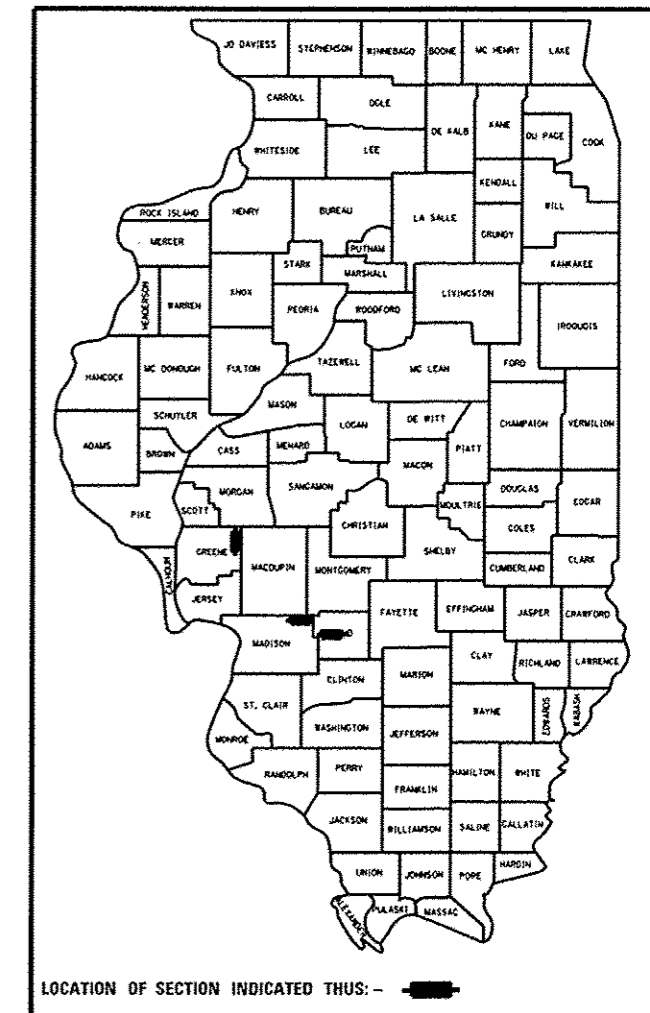 JO DAVIESS
STEPHENSON
WINNEBAGO
BOONE
MC HENRY
LAKE
CARROLL
OGLE
DE KALB
KANE
DU PAGE
COOK
WHITESIDE
LEE
KENDALL
WILL
ROCK ISLAND
HENRY
BUREAU
LA SALLE
GRUNDY
MERCER
PUTNAM
KANKAKEE
STARK
MARSHALL
HENDERSON
WARREN
KNOX
PEORIA
WOODFORD
LIVINGSTON
IROQUOIS
HANCOCK
MC DONOUGH
FULTON
TAZEWELL
MC LEAN
FORD
MASON
SCHUYLER
LOGAN
DE WITT
CHAMPAIGN
VERMILION
ADAMS
BROWN
CASS
MENARD
PIATT
MACON
PIKE
SCOTT
MORGAN
SANGAMON
MOULTRIE
DOUGLAS
EDGAR
CHRISTIAN
COLES
GREENE
MACOUPIN
MONTGOMERY
SHELBY
CUMBERLAND
CLARK
CALHOUN
JERSEY
FAYETTE
EFFINGHAM
JASPER
CRAWFORD
MADISON
CLAY
RICHLAND
LAWRENCE
CLINTON
MARION
ST. CLAIR
WAYNE
EDWARDS
WABASH
MONROE
WASHINGTON
JEFFERSON
RANDOLPH
PERRY
HAMILTON
WHITE
FRANKLIN
JACKSON
WILLIAMSON
SALINE
GALLATIN
UNION
JOHNSON
POPE
HARDIN
ALEXANDER
PULASKI
MASSAC
LOCATION OF SECTION INDICATED THUS: -